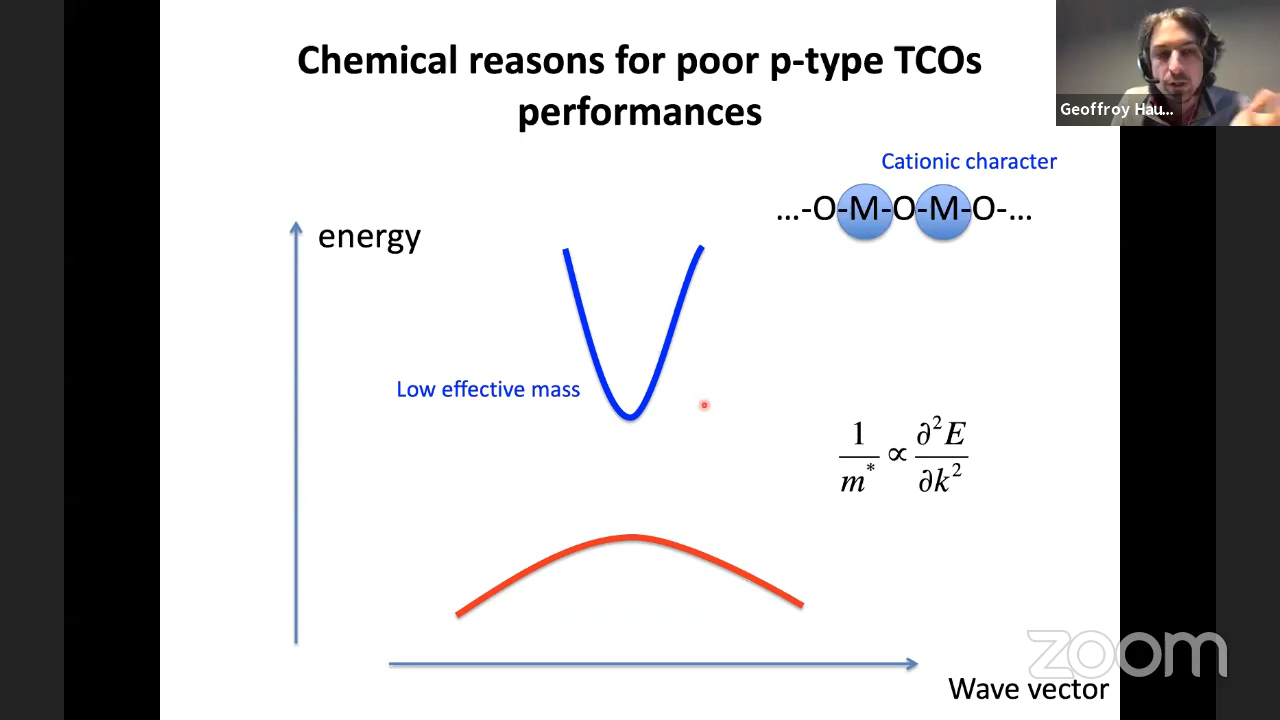 Chemical reasons for poor p-type TCOs
performances
Geoffroy Hau...
Cationic character
...-O-M-O-M-O-...
energy
Low effective mass
1/m* ∝ ∂²E/∂k²
zoom
Wave vector